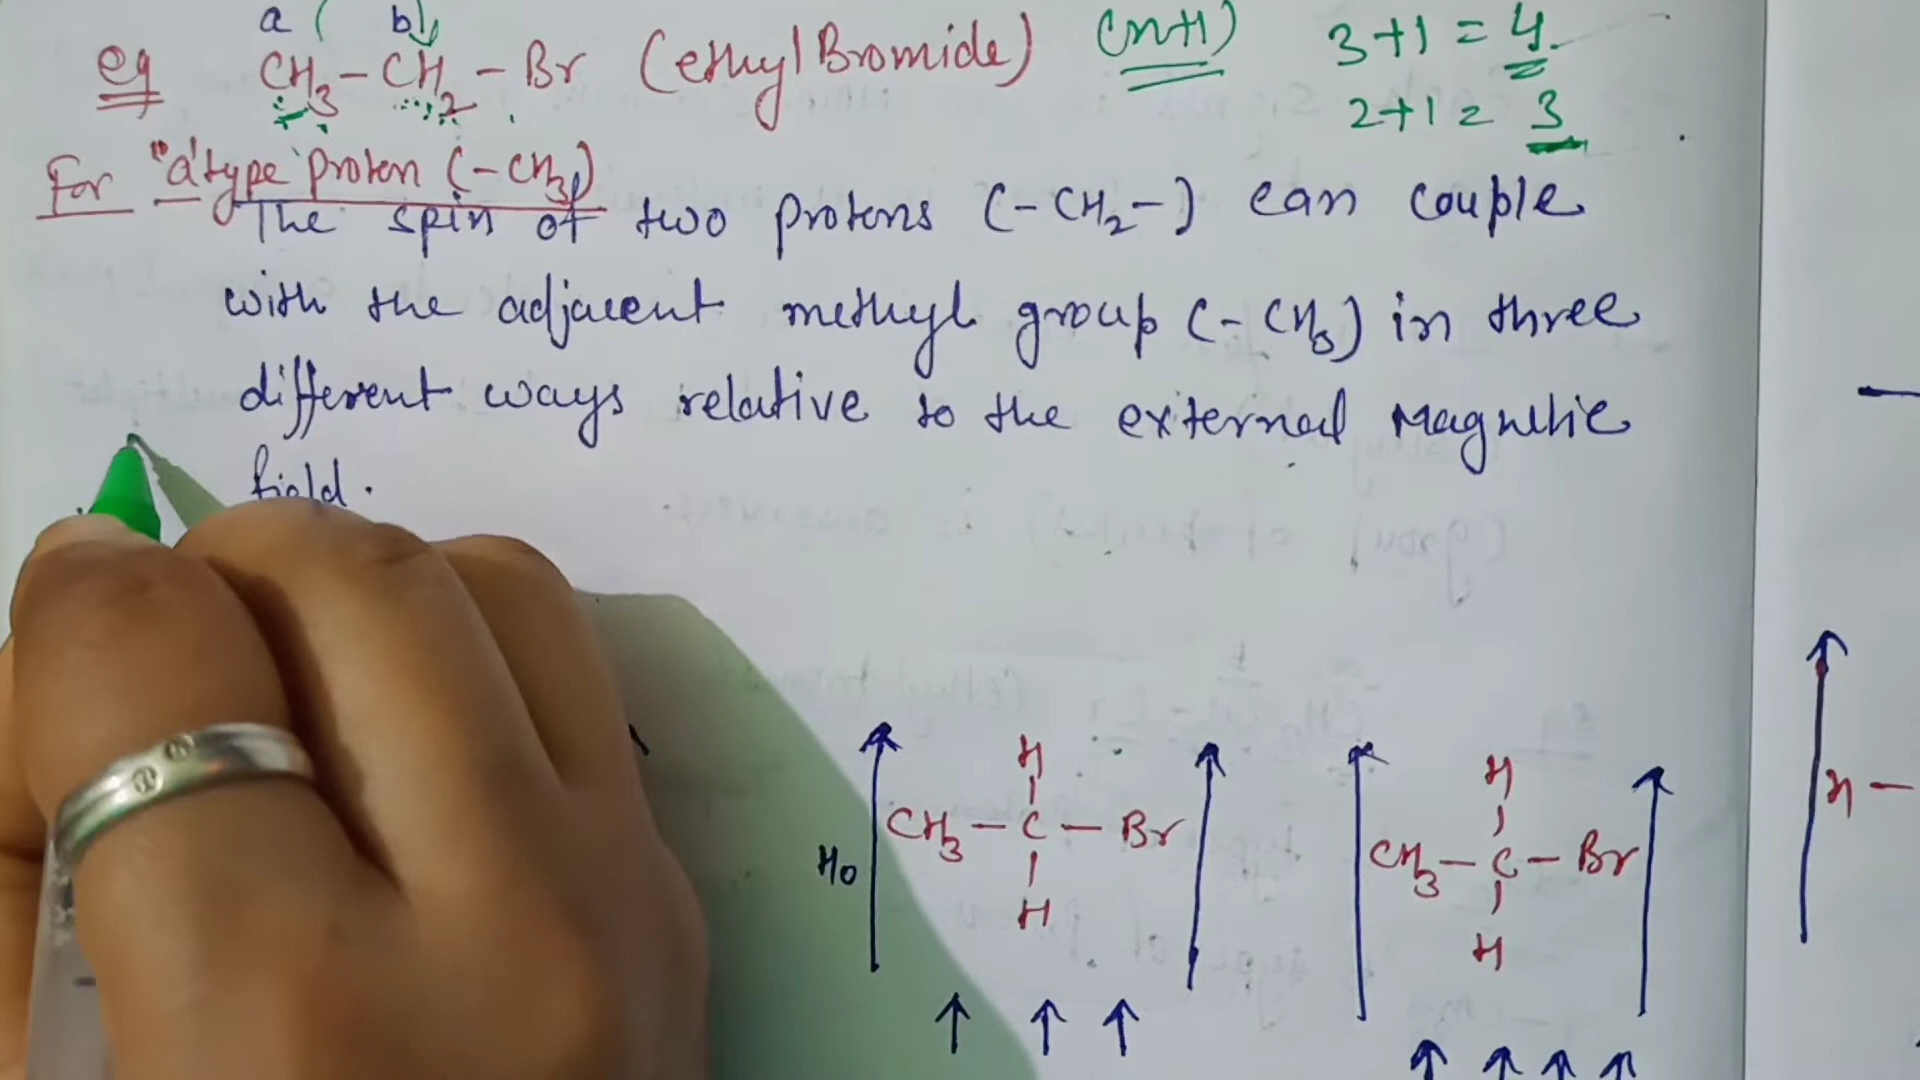 a b
eg CH3 - CH2 - Br (ethyl Bromide) (n+1) 3+1 = 4
2+1 = 3
For "a" type Proton (-CH3)
The spin of two protons (-CH2-) can couple
with the adjacent methyl group (-CH3) in three
different ways relative to the external Magnetic
field.
H H
CH3 - C - Br CH3 - C - Br H -
H0
H H